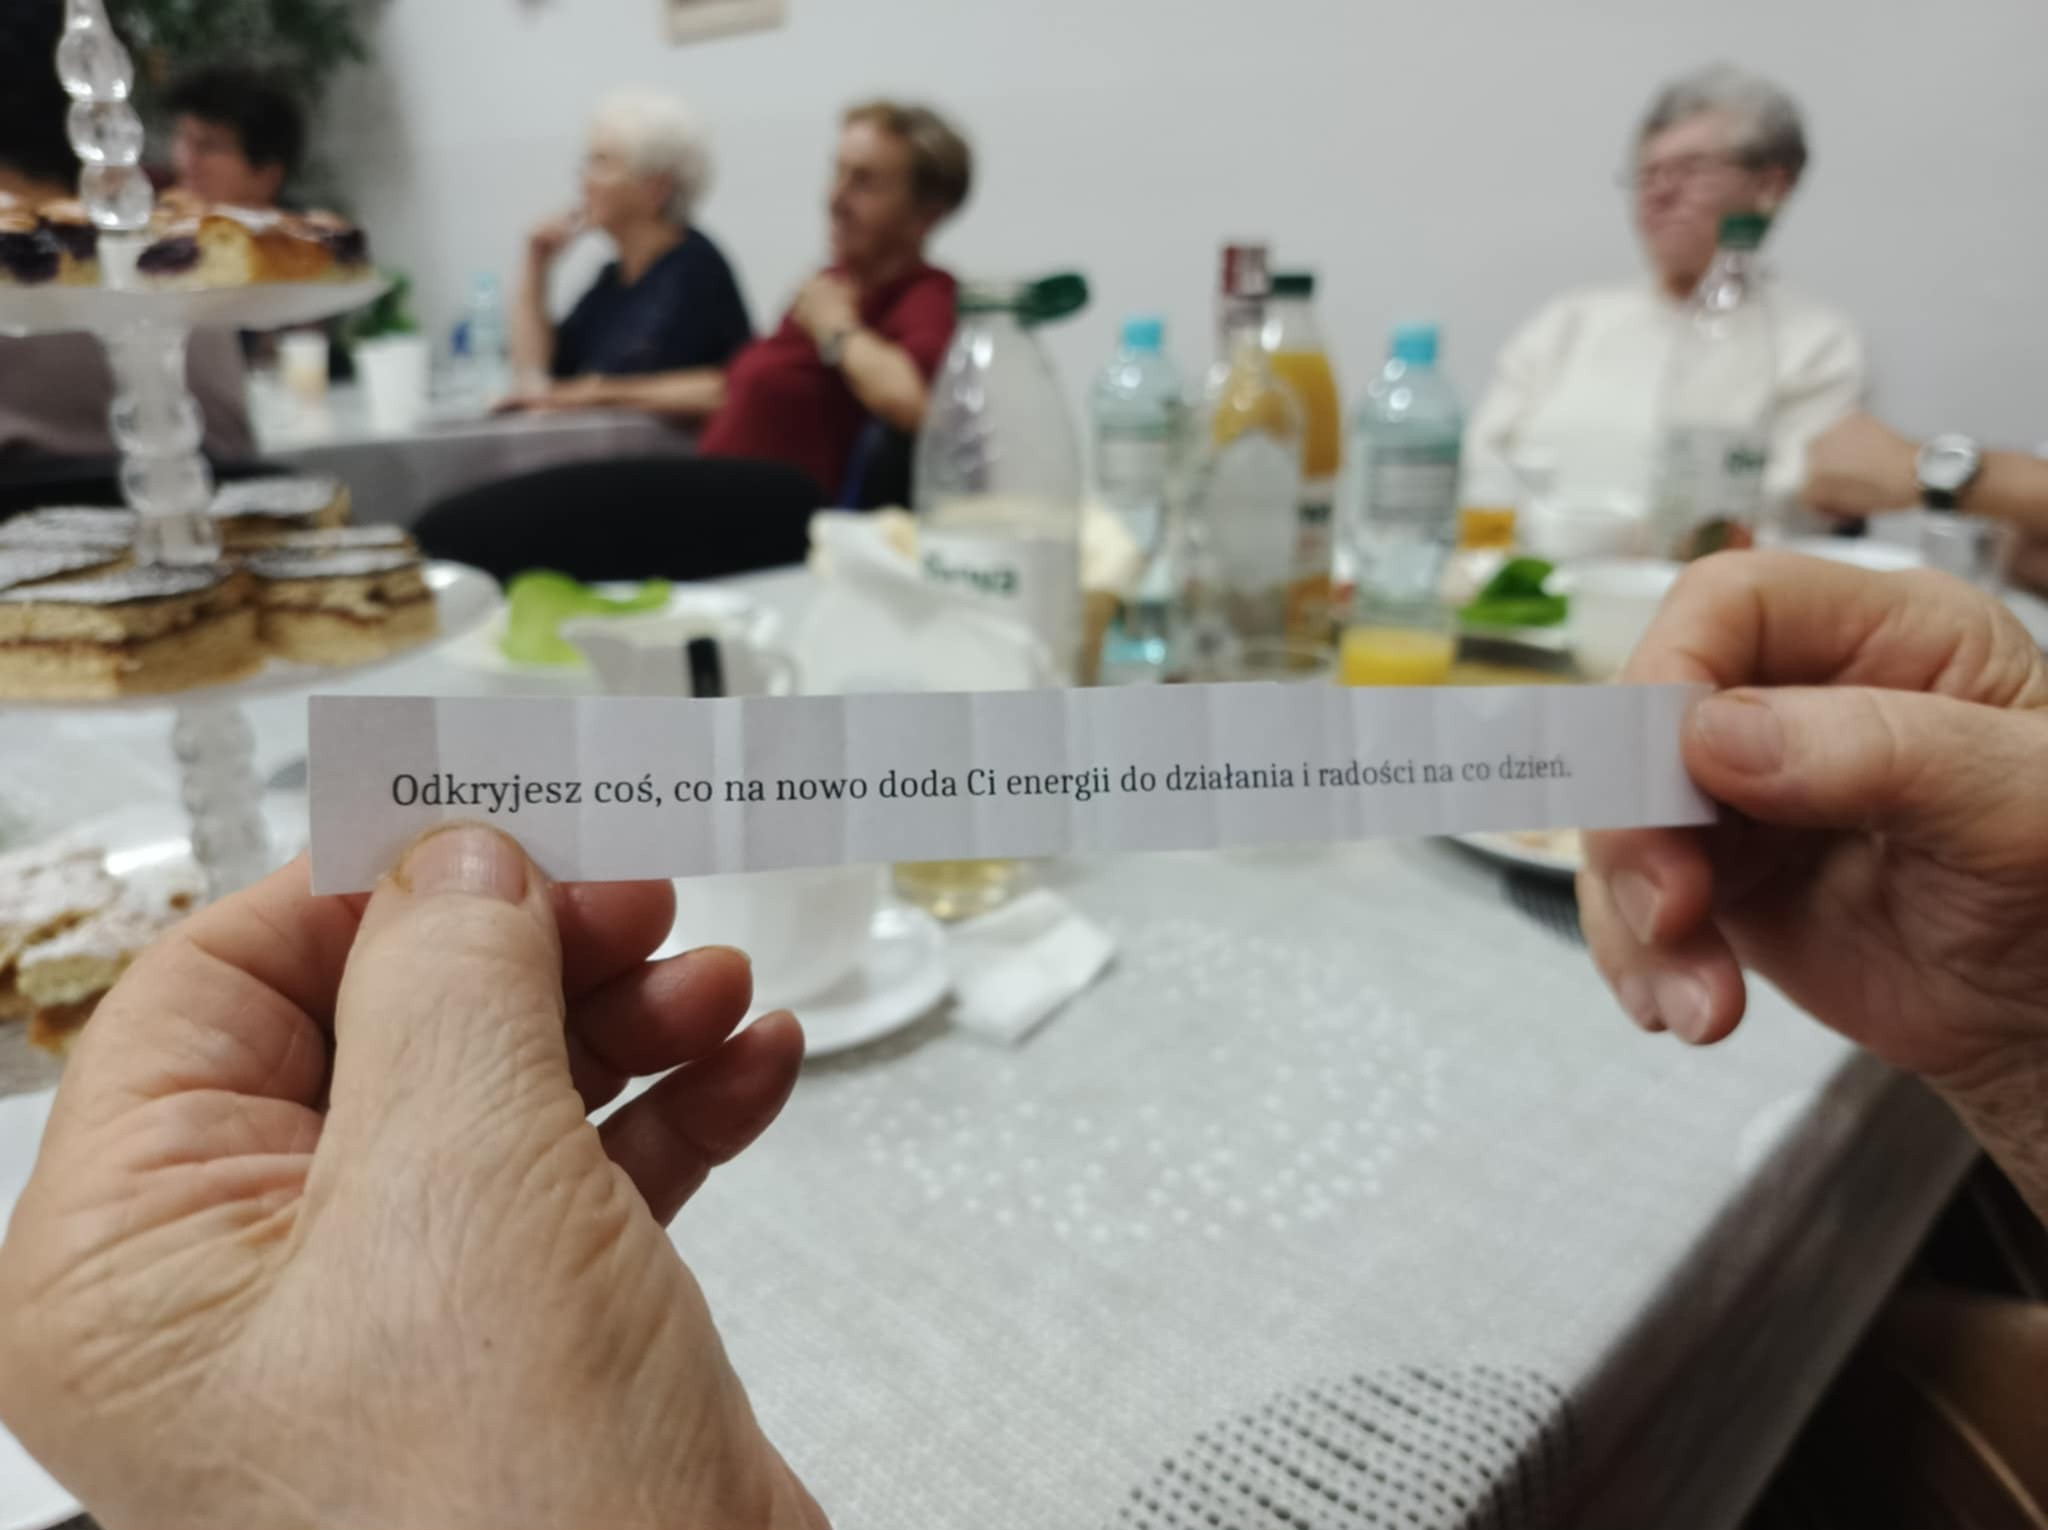 Odkryjesz coś, co na nowo doda Ci energii do działania i radości na co dzień.